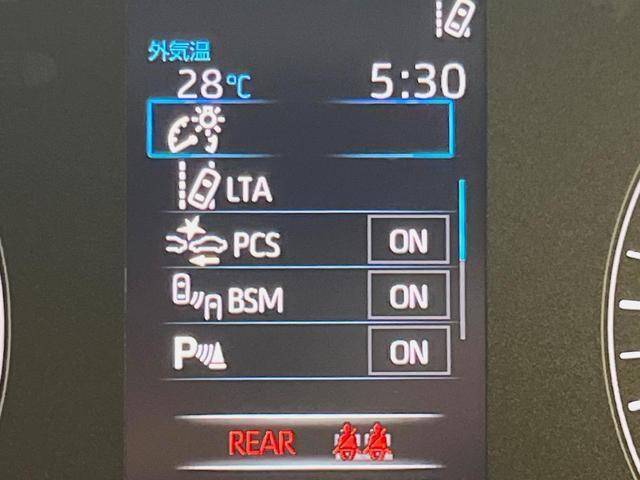 外気温
28℃ 5:30
LTA
PCS ON
BSM ON
P ON
REAR